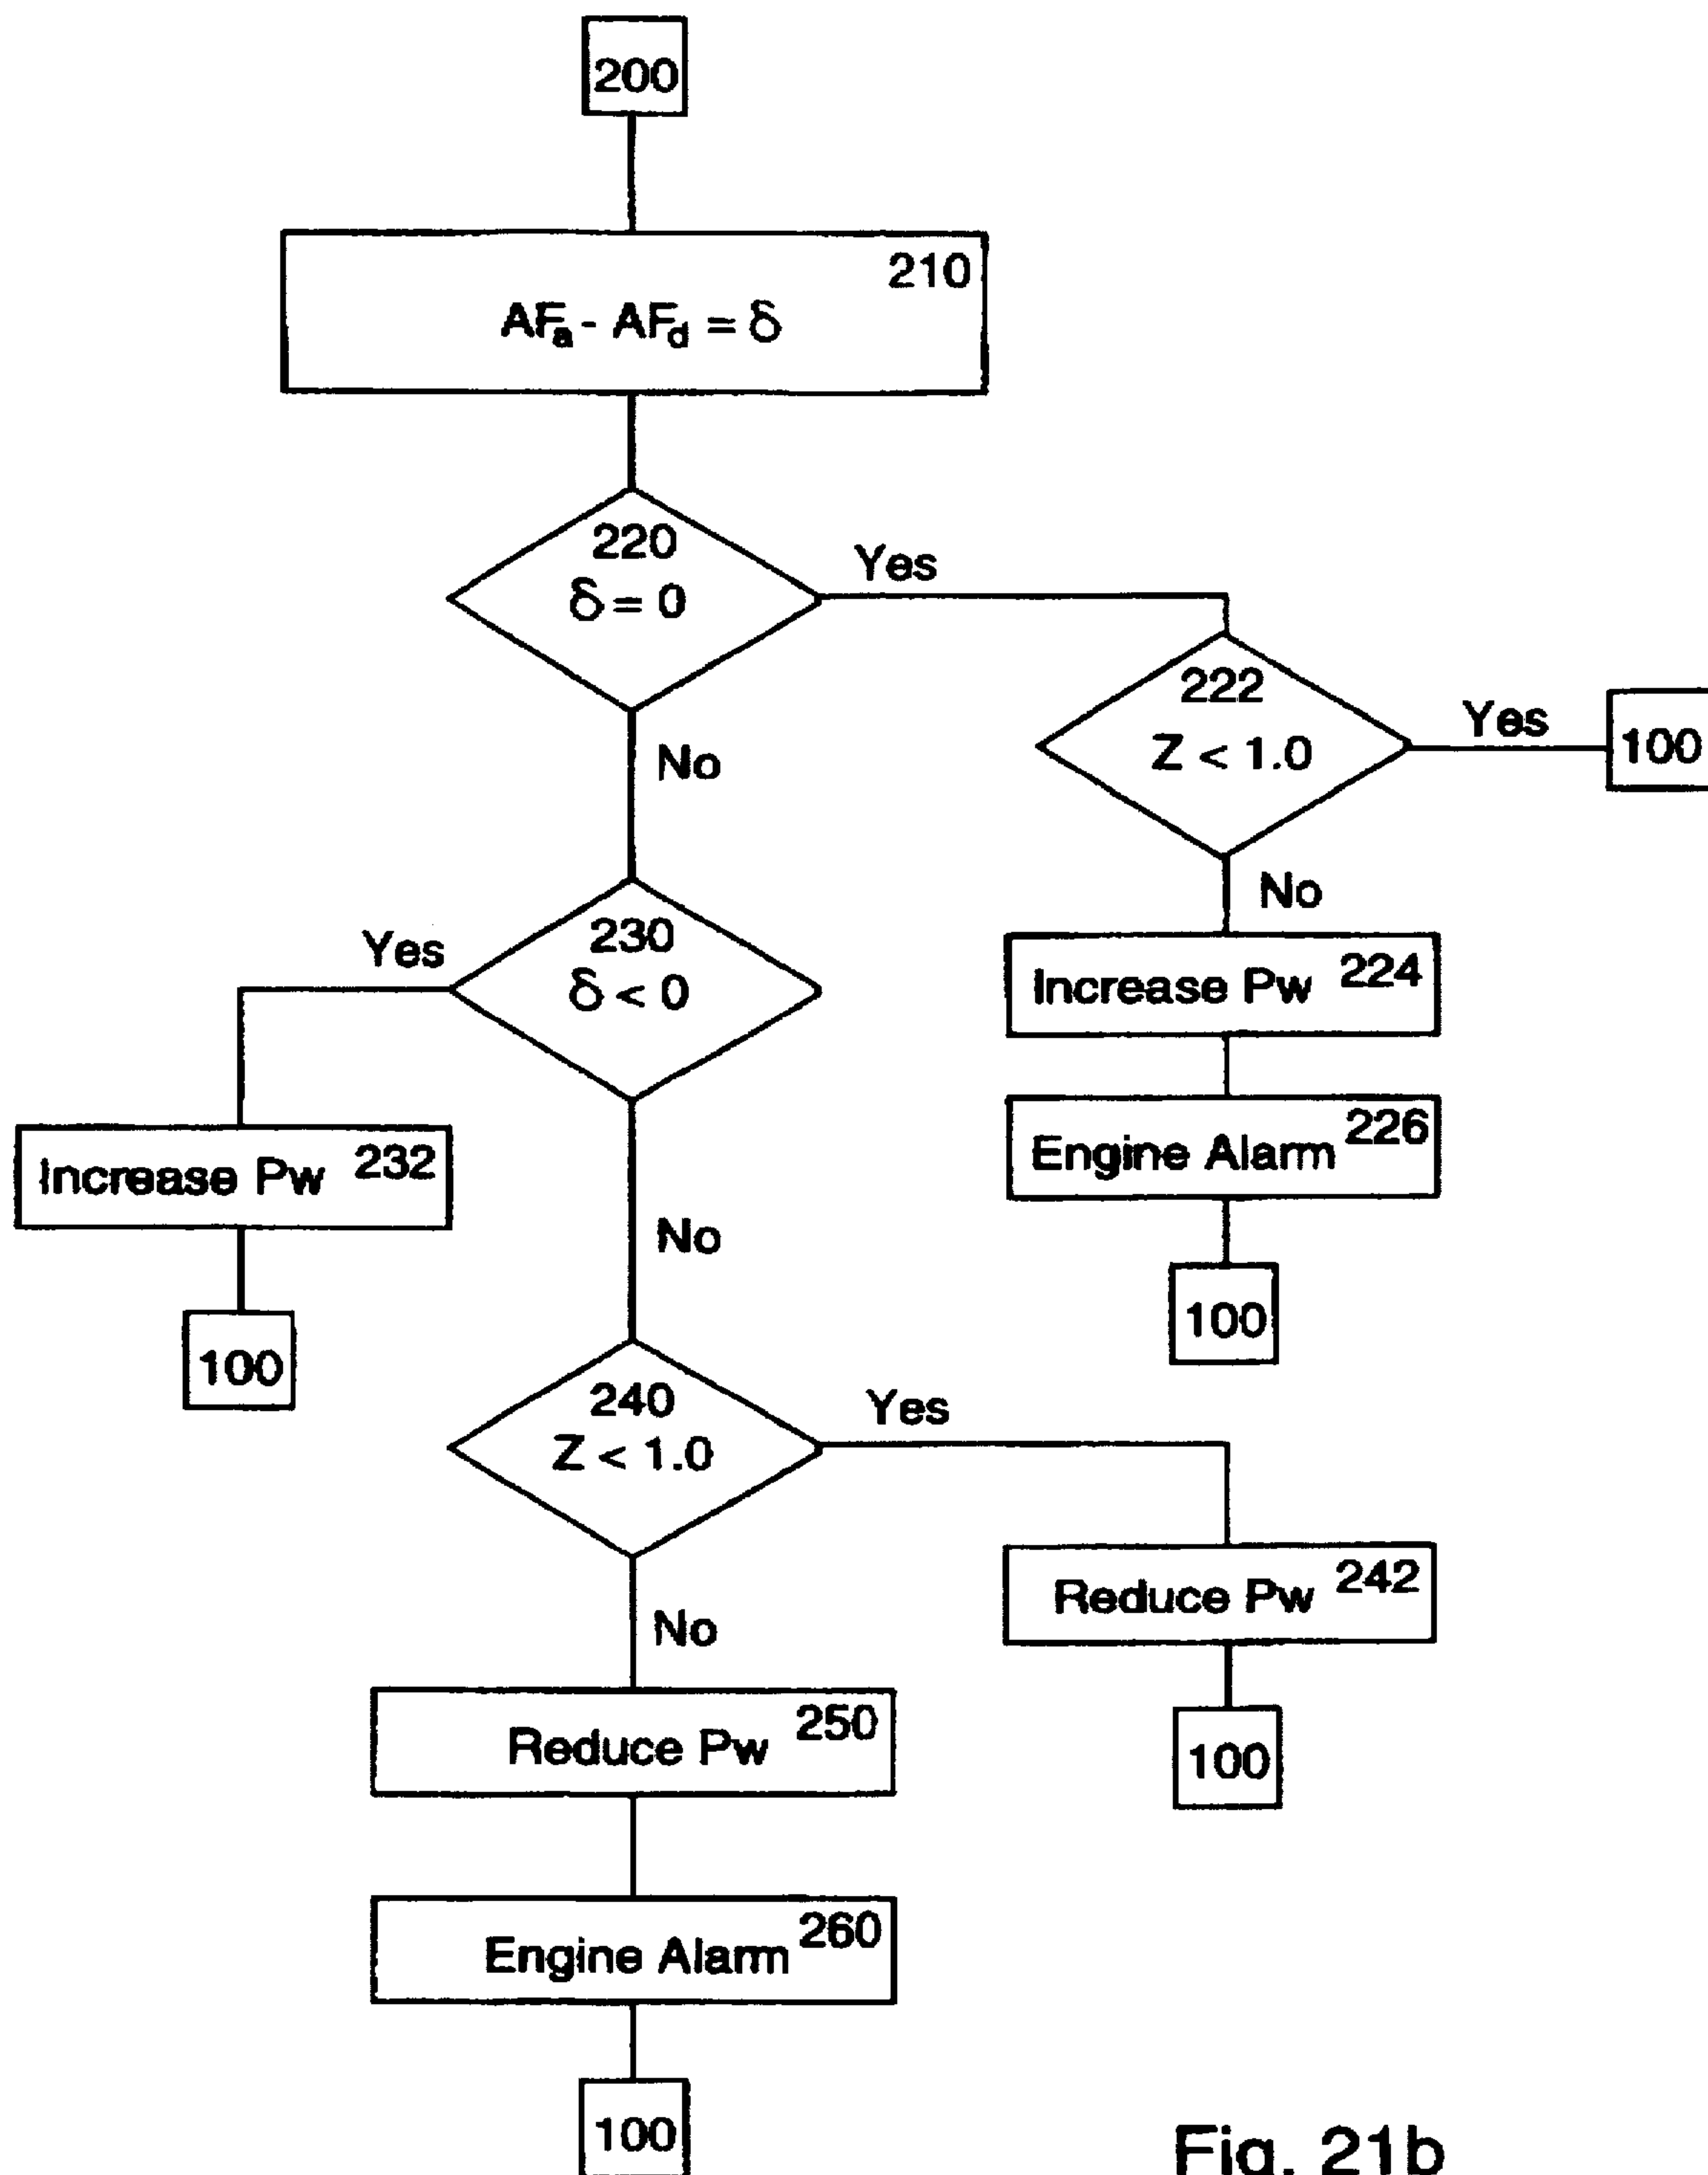 200
210
AFa - AFd = δ
220
δ = 0
Yes
222
Z < 1.0
Yes
100
No
No
230
δ < 0
Yes
Increase Pw 224
Engine Alarm 226
Increase Pw 232
No
100
100
240
Z < 1.0
Yes
Reduce Pw 242
No
250
Reduce Pw
100
260
Engine Alarm
100
Fig. 21b